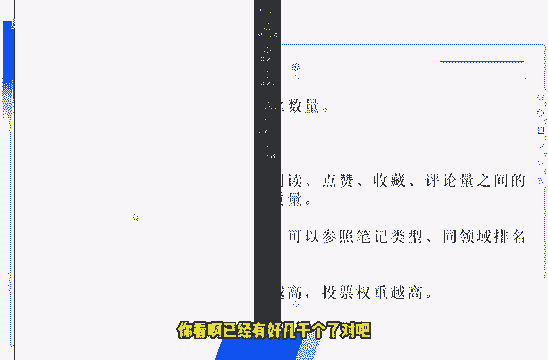 数量。
读、点赞、收藏、评论量之间的
质量。
可以参照笔记类型、同领域排名
越高，投票权重越高。
你看啊已经有好几千个了对吧